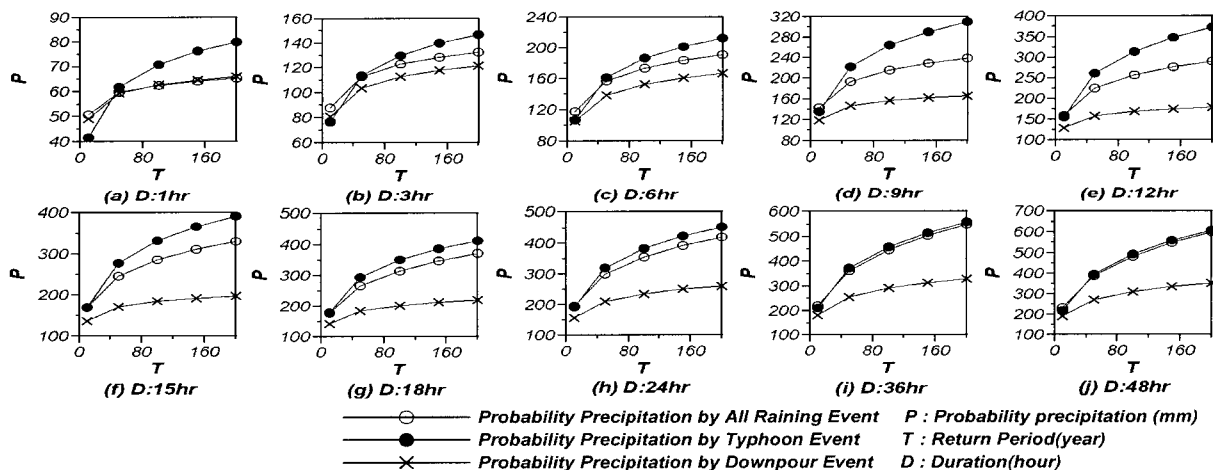 90
80
70
60
50
40
P
0 80 160
T
(a) D:1hr
160
140
120
100
80
60
P
0 80 160
T
(b) D:3hr
240
200
160
120
80
P
0 80 160
T
(c) D:6hr
320
280
240
200
160
120
80
P
0 80 160
T
(d) D:9hr
400
350
300
250
200
150
100
P
0 80 160
T
(e) D:12hr
400
300
200
100
P
0 80 160
T
(f) D:15hr
500
400
300
200
100
P
0 80 160
T
(g) D:18hr
500
400
300
200
100
P
0 80 160
T
(h) D:24hr
600
500
400
300
200
100
P
0 80 160
T
(i) D:36hr
700
600
500
400
300
200
100
P
0 80 160
T
(j) D:48hr
Probability Precipitation by All Raining Event P : Probability precipitation (mm)
Probability Precipitation by Typhoon Event T : Return Period(year)
Probability Precipitation by Downpour Event D : Duration(hour)